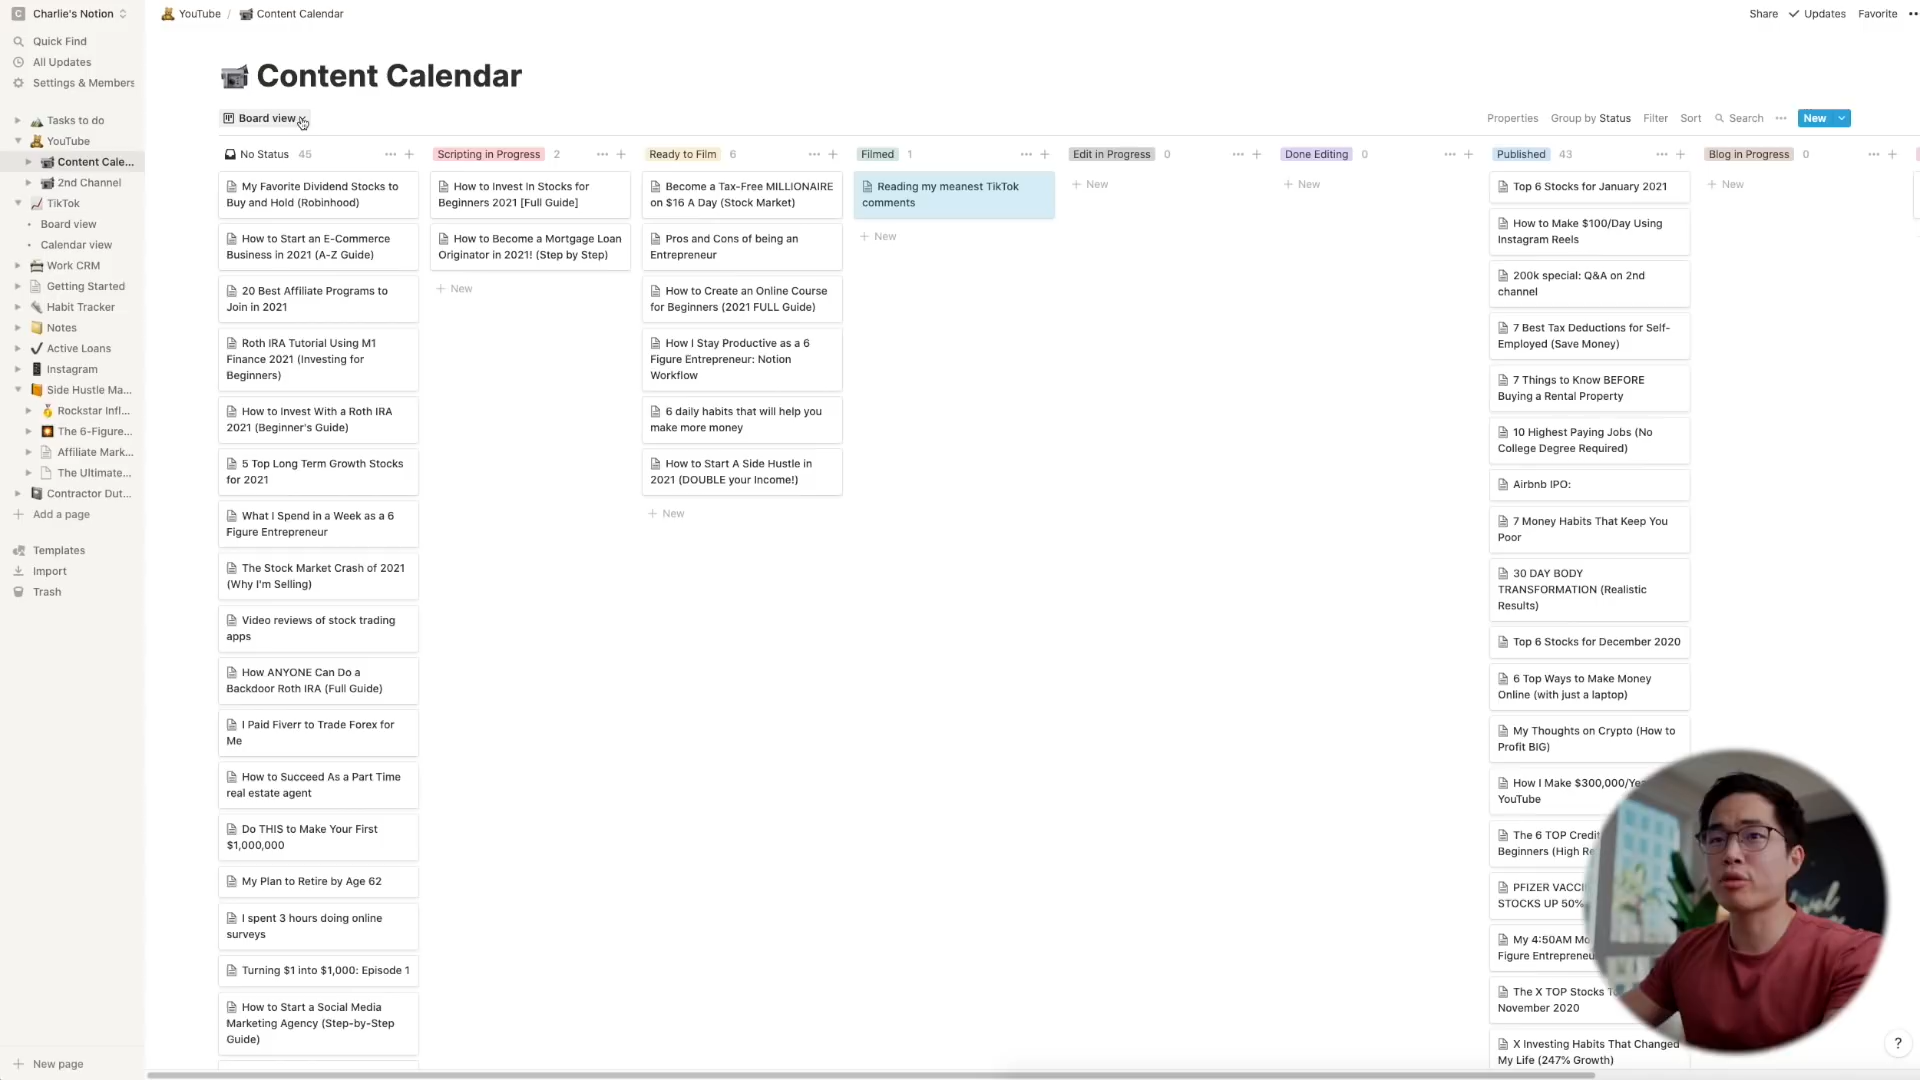 C Charlie's Notion
YouTube / Content Calendar
Share Updates Favorite
Quick Find
All Updates
Settings & Members
Tasks to do
YouTube
Content Cale...
2nd Channel
TikTok
Board view
Calendar view
Work CRM
Getting Started
Habit Tracker
Notes
Active Loans
Instagram
Side Hustle Ma...
Rockstar Infl...
The 6-Figure...
Affiliate Mark...
The Ultimate...
Contractor Dut...
Add a page
Templates
Import
Trash
New page
Content Calendar
Board view
Properties Group by Status Filter Sort Search New
No Status 45
My Favorite Dividend Stocks to
Buy and Hold (Robinhood)
How to Start an E-Commerce
Business in 2021 (A-Z Guide)
20 Best Affiliate Programs to
Join in 2021
Roth IRA Tutorial Using M1
Finance 2021 (Investing for
Beginners)
How to Invest With a Roth IRA
2021 (Beginner's Guide)
5 Top Long Term Growth Stocks
for 2021
What I Spend in a Week as a 6
Figure Entrepreneur
The Stock Market Crash of 2021
(Why I'm Selling)
Video reviews of stock trading
apps
How ANYONE Can Do a
Backdoor Roth IRA (Full Guide)
I Paid Fiverr to Trade Forex for
Me
How to Succeed As a Part Time
real estate agent
Do THIS to Make Your First
$1,000,000
My Plan to Retire by Age 62
I spent 3 hours doing online
surveys
Turning $1 into $1,000: Episode 1
How to Start a Social Media
Marketing Agency (Step-by-Step
Guide)
Scripting in Progress 2
How to Invest In Stocks for
Beginners 2021 [Full Guide]
How to Become a Mortgage Loan
Originator in 2021! (Step by Step)
New
Ready to Film 6
Become a Tax-Free MILLIONAIRE
on $16 A Day (Stock Market)
Pros and Cons of being an
Entrepreneur
How to Create an Online Course
for Beginners (2021 FULL Guide)
How I Stay Productive as a 6
Figure Entrepreneur: Notion
Workflow
6 daily habits that will help you
make more money
How to Start A Side Hustle in
2021 (DOUBLE your Income!)
New
Filmed 1
Reading my meanest TikTok
comments
New
Edit in Progress 0
New
Done Editing 0
New
Published 43
Top 6 Stocks for January 2021
How to Make $100/Day Using
Instagram Reels
200k special: Q&A on 2nd
channel
7 Best Tax Deductions for Self-
Employed (Save Money)
7 Things to Know BEFORE
Buying a Rental Property
10 Highest Paying Jobs (No
College Degree Required)
Airbnb IPO:
7 Money Habits That Keep You
Poor
30 DAY BODY
TRANSFORMATION (Realistic
Results)
Top 6 Stocks for December 2020
6 Top Ways to Make Money
Online (with just a laptop)
My Thoughts on Crypto (How to
Profit BIG)
How I Make $300,000/Ye
YouTube
The 6 TOP Credit
Beginners (High Re
PFIZER VACCI
STOCKS UP 50%
My 4:50AM Mo
Figure Entrepreneu
The X TOP Stocks
November 2020
X Investing Habits That Changed
My Life (247% Growth)
Blog in Progress 0
New
?